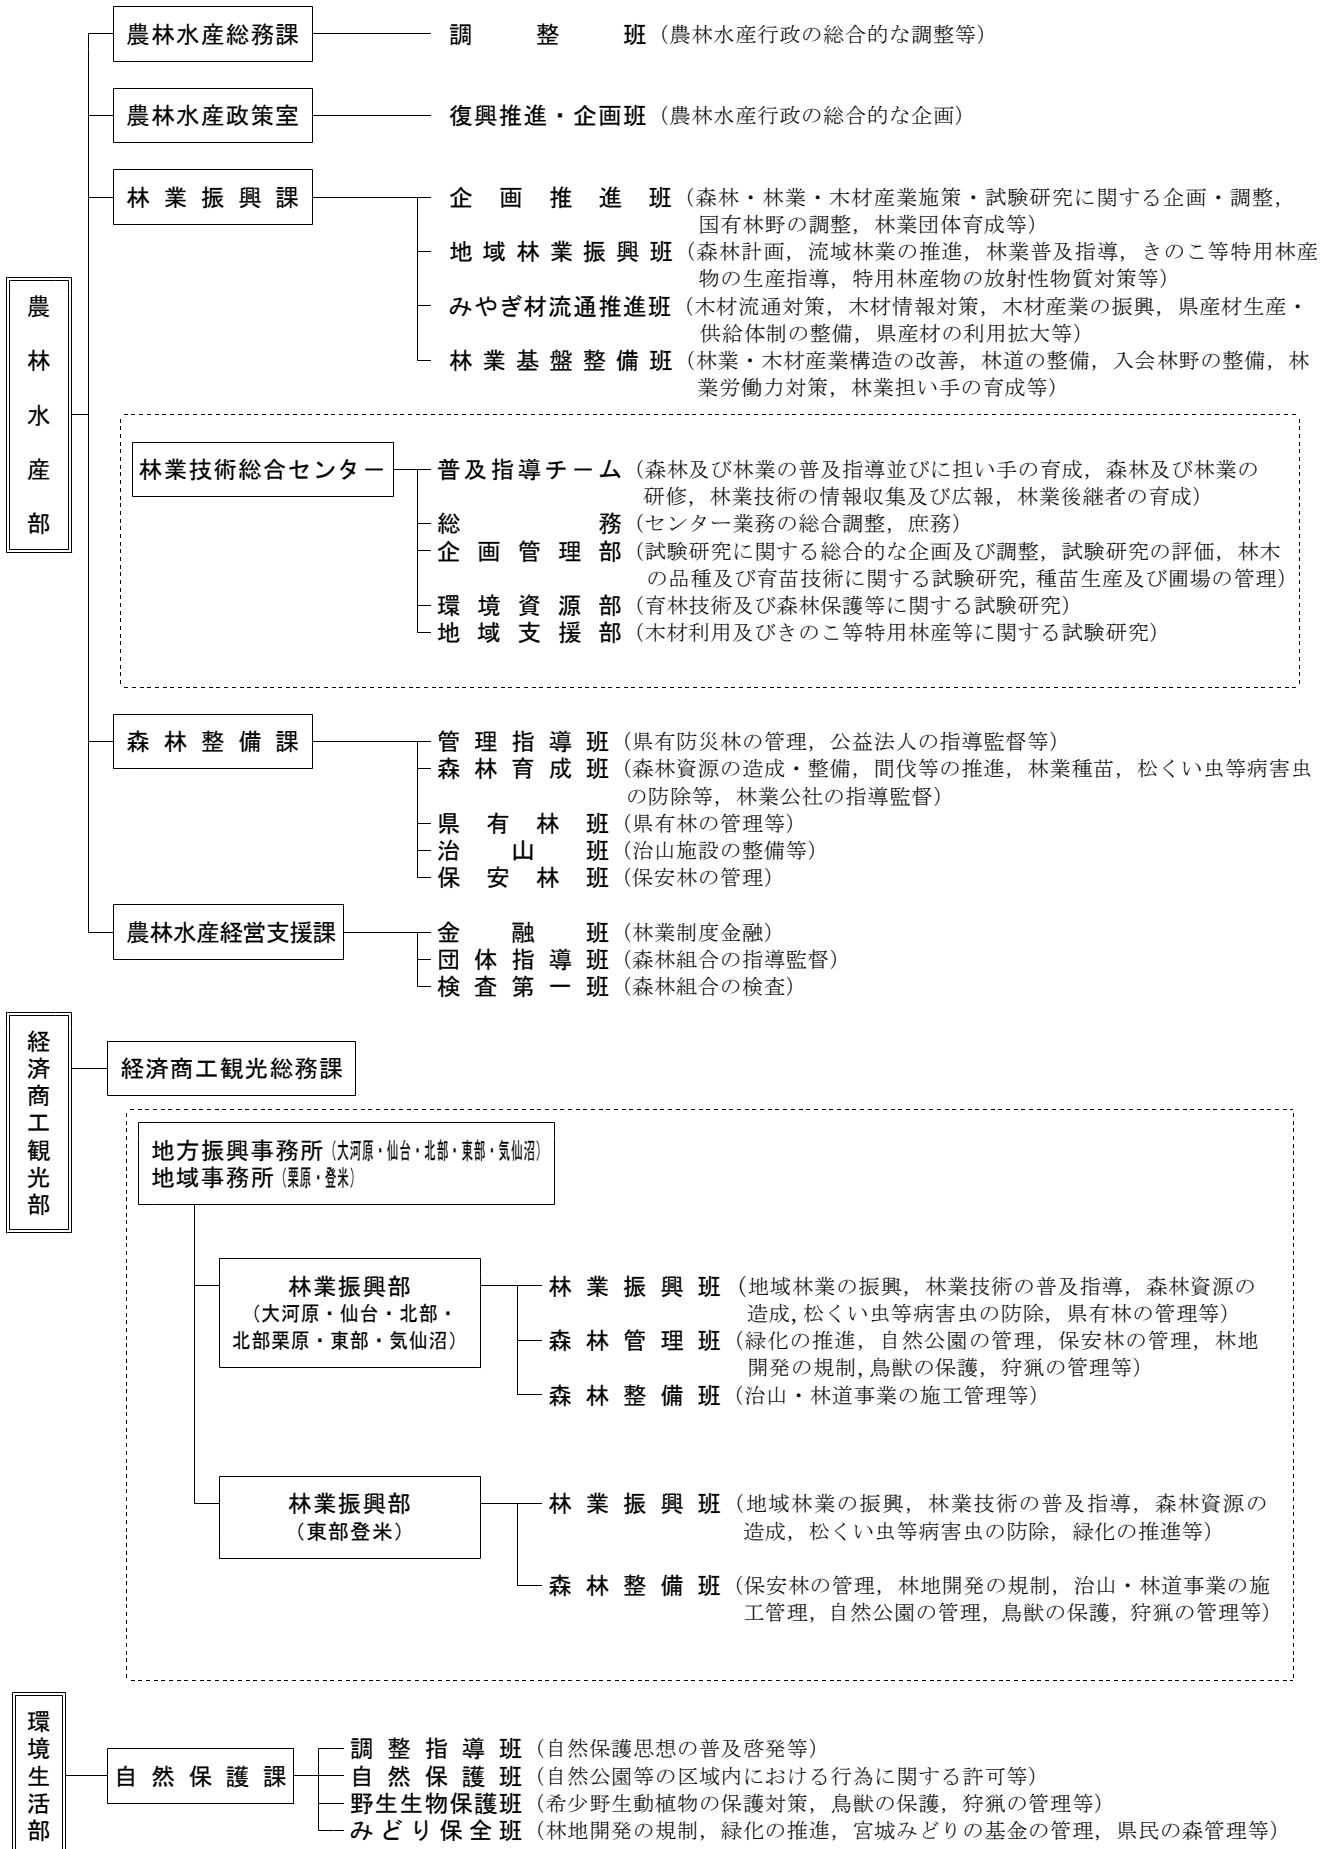 農林水産部
農林水産総務課 調整班（農林水産行政の総合的な調整等）
農林水産政策室 復興推進・企画班（農林水産行政の総合的な企画）
林業振興課 企画推進班（森林・林業・木材産業施策・試験研究に関する企画・調整，
国有林野の調整，林業団体育成等）
地域林業振興班（森林計画，流域林業の推進，林業普及指導，きのこ等特用林産
物の生産指導，特用林産物の放射性物質対策等）
みやぎ材流通推進班（木材流通対策，木材情報対策，木材産業の振興，県産材生産・
供給体制の整備，県産材の利用拡大等）
林業基盤整備班（林業・木材産業構造の改善，林道の整備，入会林野の整備，林
業労働力対策，林業担い手の育成等）
林業技術総合センター 普及指導チーム（森林及び林業の普及指導並びに担い手の育成，森林及び林業の
研修，林業技術の情報収集及び広報，林業後継者の育成）
総務（センター業務の総合調整，庶務）
企画管理部（試験研究に関する総合的な企画及び調整，試験研究の評価，林木
の品種及び育苗技術に関する試験研究，種苗生産及び圃場の管理）
環境資源部（育林技術及び森林保護等に関する試験研究）
地域支援部（木材利用及びきのこ等特用林産等に関する試験研究）
森林整備課 管理指導班（県有防災林の管理，公益法人の指導監督等）
森林育成班（森林資源の造成・整備，間伐等の推進，林業種苗，松くい虫等病害虫
の防除等，林業公社の指導監督）
県有林班（県有林の管理等）
治山班（治山施設の整備等）
保安林班（保安林の管理）
農林水産経営支援課 金融班（林業制度金融）
団体指導班（森林組合の指導監督）
検査第一班（森林組合の検査）
経済商工観光部
経済商工観光総務課
地方振興事務所（大河原・仙台・北部・東部・気仙沼）
地域事務所（栗原・登米）
林業振興部 林業振興班（地域林業の振興，林業技術の普及指導，森林資源の
（大河原・仙台・北部・ 造成，松くい虫等病害虫の防除，県有林の管理等）
北部栗原・東部・気仙沼） 森林管理班（緑化の推進，自然公園の管理，保安林の管理，林地
開発の規制，鳥獣の保護，狩猟の管理等）
森林整備班（治山・林道事業の施工管理等）
林業振興部 林業振興班（地域林業の振興，林業技術の普及指導，森林資源の
（東部登米） 造成，松くい虫等病害虫の防除，緑化の推進等）
森林整備班（保安林の管理，林地開発の規制，治山・林道事業の施
工管理，自然公園の管理，鳥獣の保護，狩猟の管理等）
環境生活部
自然保護課 調整指導班（自然保護思想の普及啓発等）
自然保護班（自然公園等の区域内における行為に関する許可等）
野生生物保護班（希少野生動植物の保護対策，鳥獣の保護，狩猟の管理等）
みどり保全班（林地開発の規制，緑化の推進，宮城みどりの基金の管理，県民の森管理等）